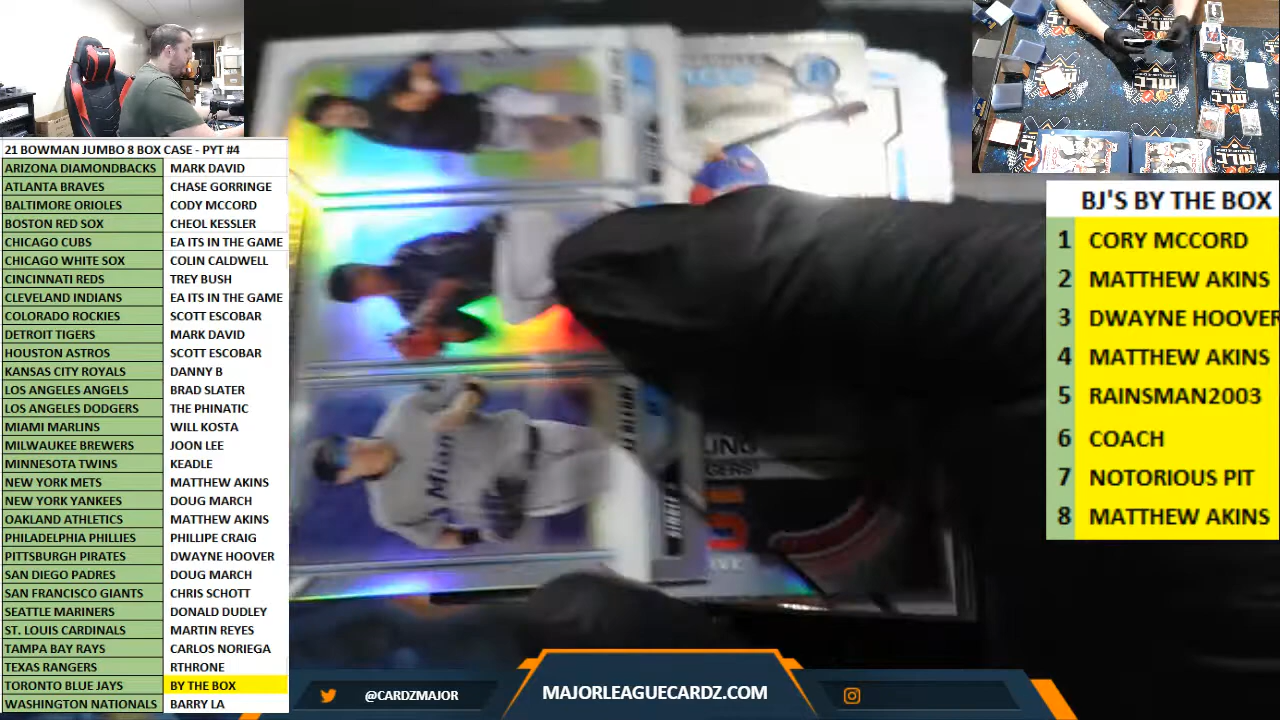 21 BOWMAN JUMBO 8 BOX CASE - PYT #4
ARIZONA DIAMONDBACKS MARK DAVID
ATLANTA BRAVES CHASE GORRINGE
BALTIMORE ORIOLES CODY MCCORD
BOSTON RED SOX CHEOL KESSLER
CHICAGO CUBS EA ITS IN THE GAME
CHICAGO WHITE SOX COLIN CALDWELL
CINCINNATI REDS TREY BUSH
CLEVELAND INDIANS EA ITS IN THE GAME
COLORADO ROCKIES SCOTT ESCOBAR
DETROIT TIGERS MARK DAVID
HOUSTON ASTROS SCOTT ESCOBAR
KANSAS CITY ROYALS DANNY B
LOS ANGELES ANGELS BRAD SLATER
LOS ANGELES DODGERS THE PHINATIC
MIAMI MARLINS WILL KOSTA
MILWAUKEE BREWERS JOON LEE
MINNESOTA TWINS KEADLE
NEW YORK METS MATTHEW AKINS
NEW YORK YANKEES DOUG MARCH
OAKLAND ATHLETICS MATTHEW AKINS
PHILADELPHIA PHILLIES PHILLIPE CRAIG
PITTSBURGH PIRATES DWAYNE HOOVER
SAN DIEGO PADRES DOUG MARCH
SAN FRANCISCO GIANTS CHRIS SCHOTT
SEATTLE MARINERS DONALD DUDLEY
ST. LOUIS CARDINALS MARTIN REYES
TAMPA BAY RAYS CARLOS NORIEGA
TEXAS RANGERS RTHRONE
TORONTO BLUE JAYS BY THE BOX
WASHINGTON NATIONALS BARRY LA
BJ'S BY THE BOX
1 CORY MCCORD
2 MATTHEW AKINS
3 DWAYNE HOOVER
4 MATTHEW AKINS
5 RAINSMAN2003
6 COACH
7 NOTORIOUS PIT
8 MATTHEW AKINS
@CARDZMAJOR
MAJORLEAGUECARDZ.COM